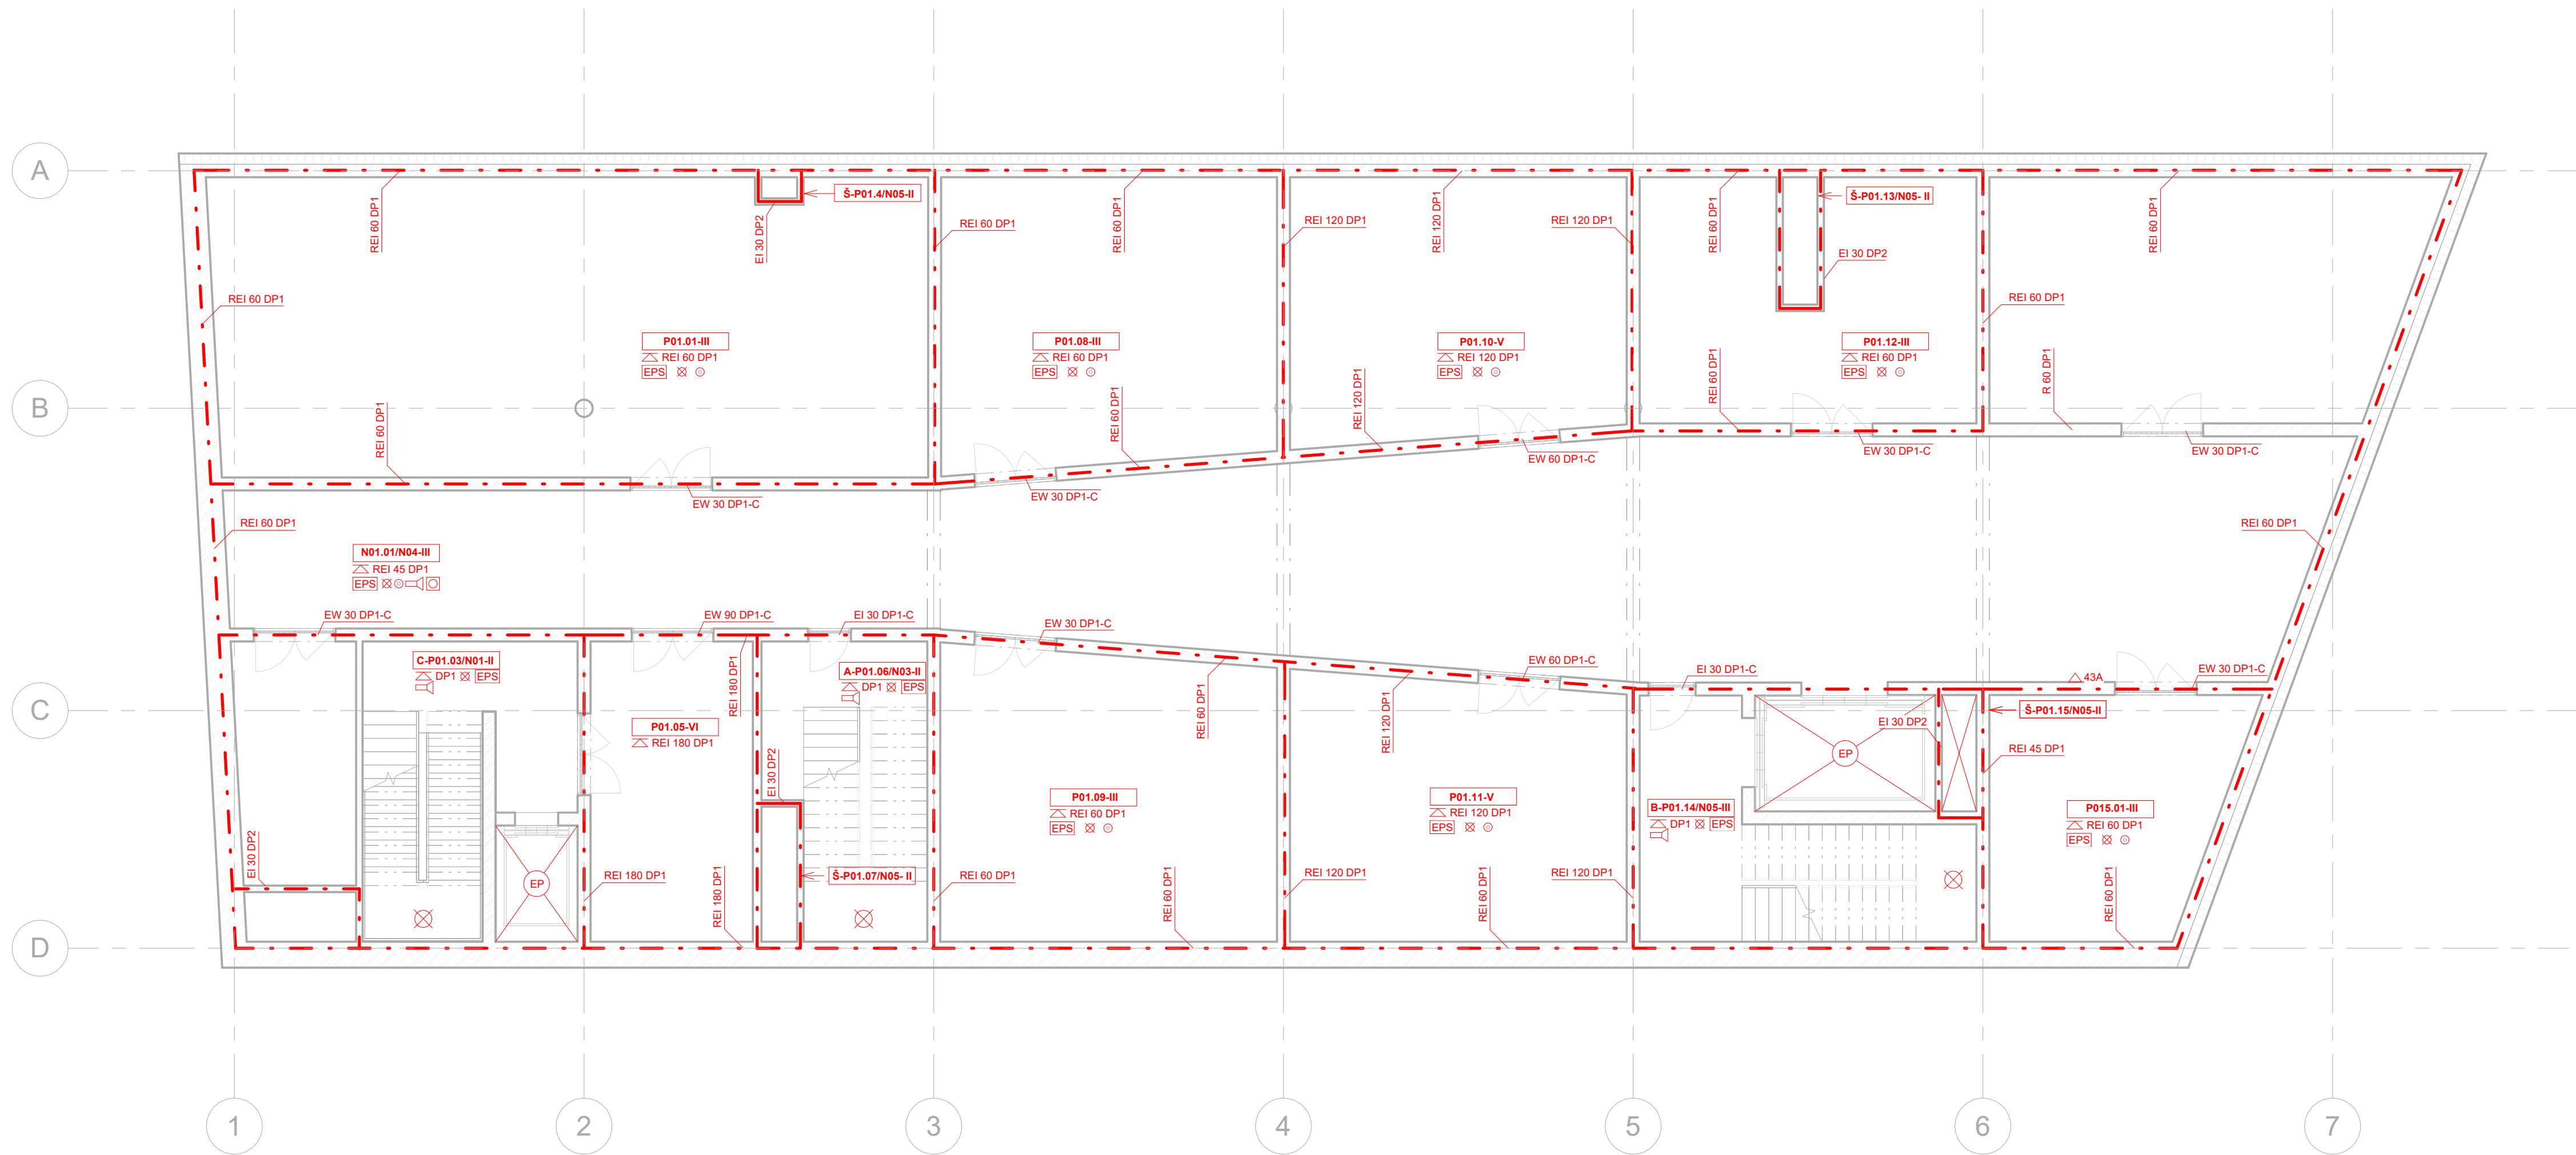 A
Š-P01.4/N05-II
Š-P01.13/N05- II
REI 60 DP1
EI 30 DP2
REI 60 DP1
REI 60 DP1
REI 120 DP1
REI 120 DP1
REI 120 DP1
REI 60 DP1
REI 60 DP1
EI 30 DP2
REI 60 DP1
REI 60 DP1
P01.01-III
REI 60 DP1
EPS
P01.08-III
REI 60 DP1
EPS
P01.10-V
REI 120 DP1
EPS
P01.12-III
REI 60 DP1
EPS
B
REI 60 DP1
REI 60 DP1
REI 120 DP1
REI 60 DP1
R 60 DP1
EW 30 DP1-C
EW 30 DP1-C
EW 60 DP1-C
EW 30 DP1-C
EW 30 DP1-C
REI 60 DP1
REI 60 DP1
N01.01/N04-III
REI 45 DP1
EPS
EW 30 DP1-C
EW 90 DP1-C
EI 30 DP1-C
EW 30 DP1-C
C-P01.03/N01-II
DP1 EPS
REI 180 DP1
A-P01.06/N03-II
DP1 EPS
EW 60 DP1-C
EI 30 DP1-C
43A
EW 30 DP1-C
C
P01.05-VI
REI 180 DP1
REI 60 DP1
REI 120 DP1
EI 30 DP2
Š-P01.15/N05-II
EI 30 DP2
EP
REI 45 DP1
P01.09-III
REI 60 DP1
EPS
P01.11-V
REI 120 DP1
EPS
B-P01.14/N05-III
DP1 EPS
P015.01-III
REI 60 DP1
EPS
EI 30 DP2
EP
REI 180 DP1
REI 180 DP1
Š-P01.07/N05- II
REI 60 DP1
REI 60 DP1
REI 120 DP1
REI 60 DP1
REI 120 DP1
REI 60 DP1
D
1
2
3
4
5
6
7